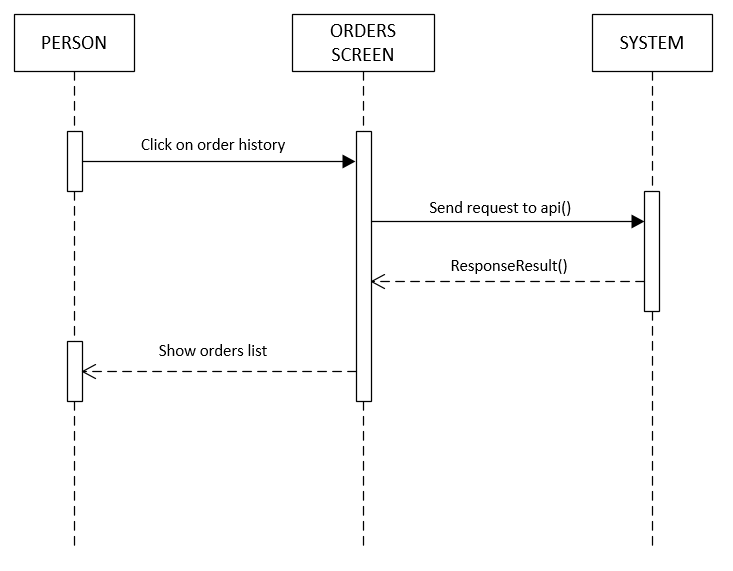 PERSON
ORDERS
SCREEN
SYSTEM
Click on order history
Send request to api()
ResponseResult()
Show orders list